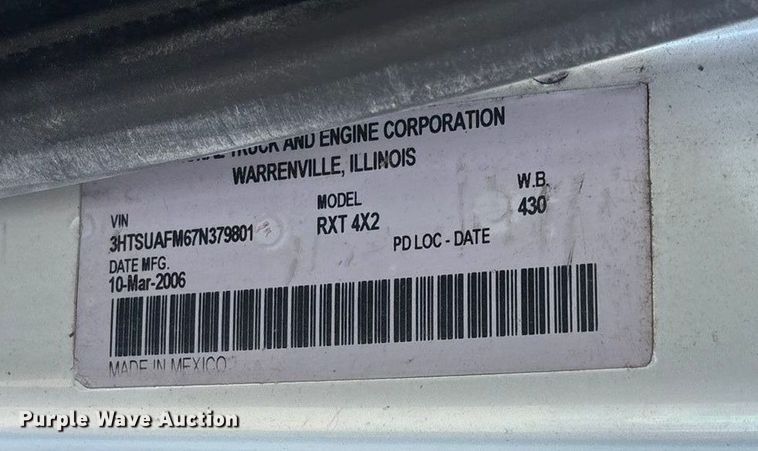 TRUCK AND ENGINE CORPORATION
WARRENVILLE, ILLINOIS
VIN MODEL W.B.
3HTSUAFM67N379801 RXT 4X2 430
DATE MFG. PD LOC - DATE
10-Mar-2006
MADE IN MEXICO
Purple Wave Auction